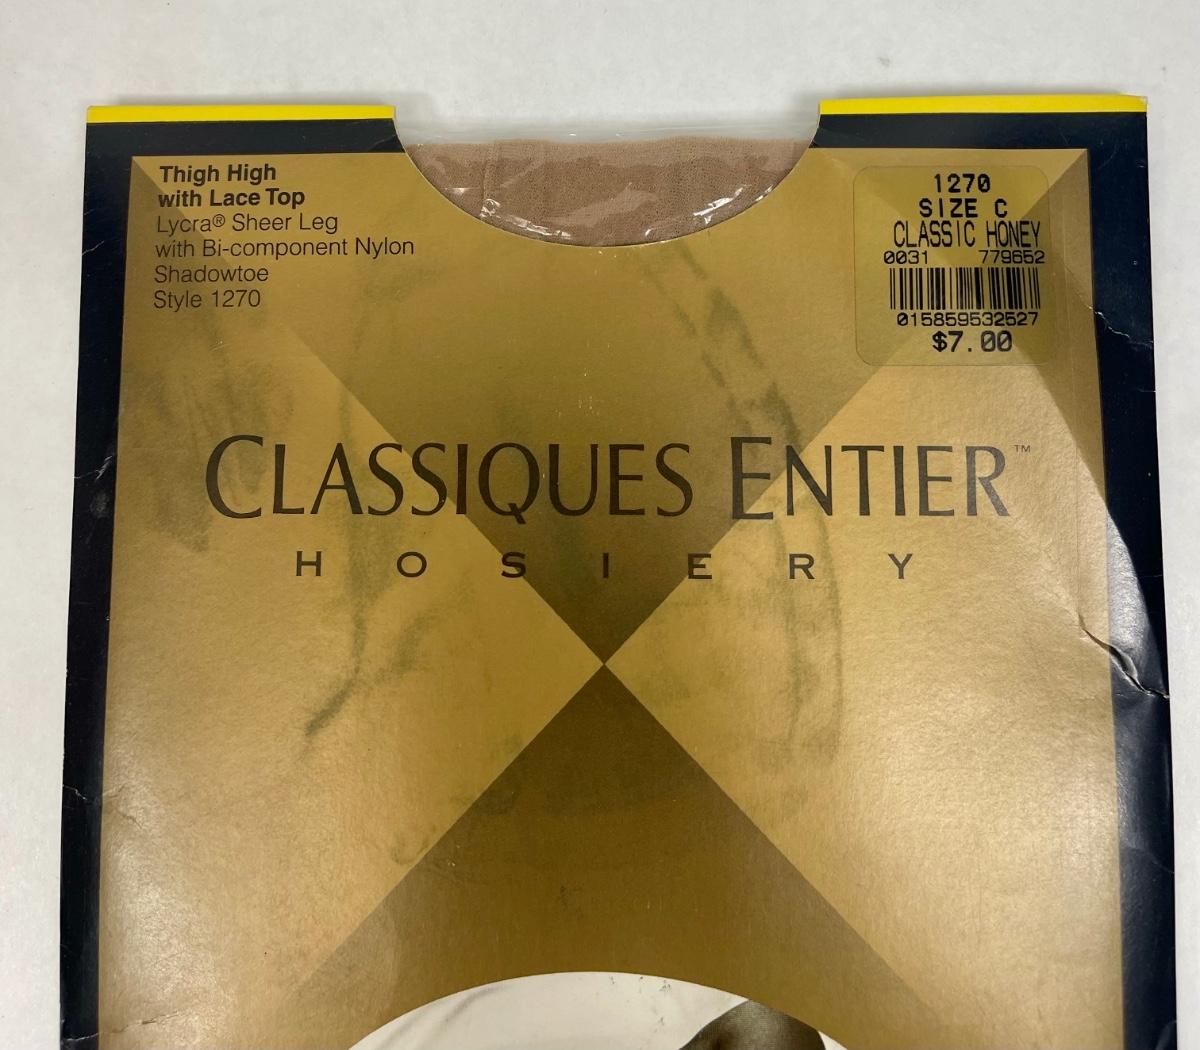 Thigh High
with Lace Top
Lycra® Sheer Leg
with Bi-component Nylon
Shadowtoe
Style 1270
1270
SIZE C
CLASSIC HONEY
0031 779652
015859532527
$7.00
CLASSIQUES ENTIER™
HOSIERY